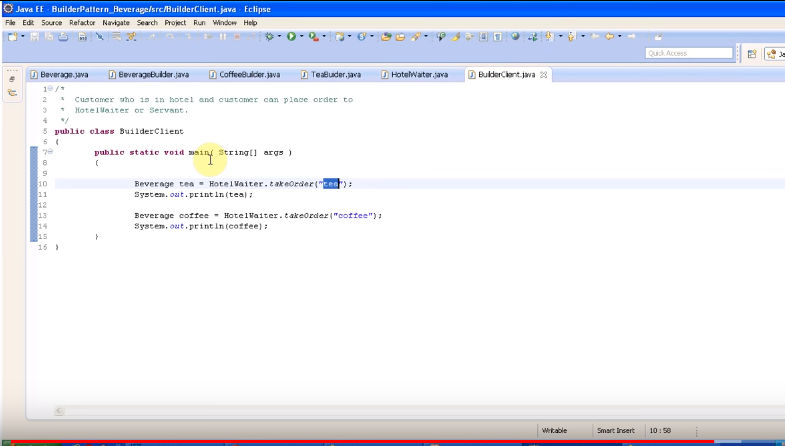 Java EE - BuilderPattern_Beverage/src/BuilderClient.java - Eclipse
File Edit Source Refactor Navigate Search Project Run Window Help
Quick Access
Beverage.java BeverageBuilder.java CoffeeBuilder.java TeaBuider.java HotelWaiter.java BuilderClient.java
1 /*
2 * Customer who is in hotel and customer can place order to
3 * HotelWaiter or Servant.
4 */
5 public class BuilderClient
6 {
7 public static void main( String[] args )
8 {
9
10 Beverage tea = HotelWaiter.takeOrder("tea");
11 System.out.println(tea);
12
13 Beverage coffee = HotelWaiter.takeOrder("coffee");
14 System.out.println(coffee);
15 }
16 }
Writable Smart Insert 10 : 58